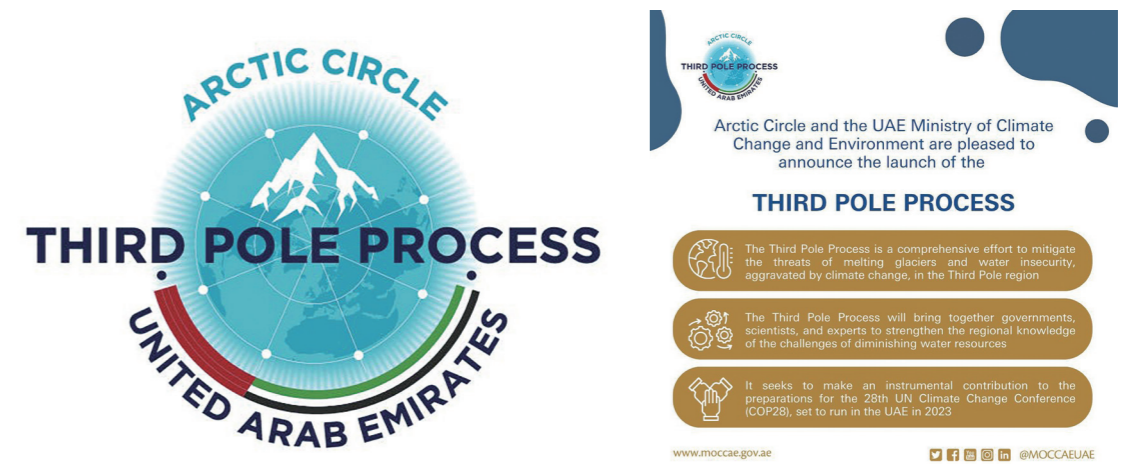 ARCTIC CIRCLE
THIRD POLE PROCESS
UNITED ARAB EMIRATES
ARCTIC CIRCLE
THIRD POLE PROCESS
UNITED ARAB EMIRATES
Arctic Circle and the UAE Ministry of Climate
Change and Environment are pleased to
announce the launch of the
THIRD POLE PROCESS
The Third Pole Process is a comprehensive effort to mitigate
the threats of melting glaciers and water insecurity,
aggravated by climate change, in the Third Pole region
The Third Pole Process will bring together governments,
scientists, and experts to strengthen the regional knowledge
of the challenges of diminishing water resources
It seeks to make an instrumental contribution to the
preparations for the 28th UN Climate Change Conference
(COP28), set to run in the UAE in 2023
www.moccae.gov.ae
@MOCCAEUAE